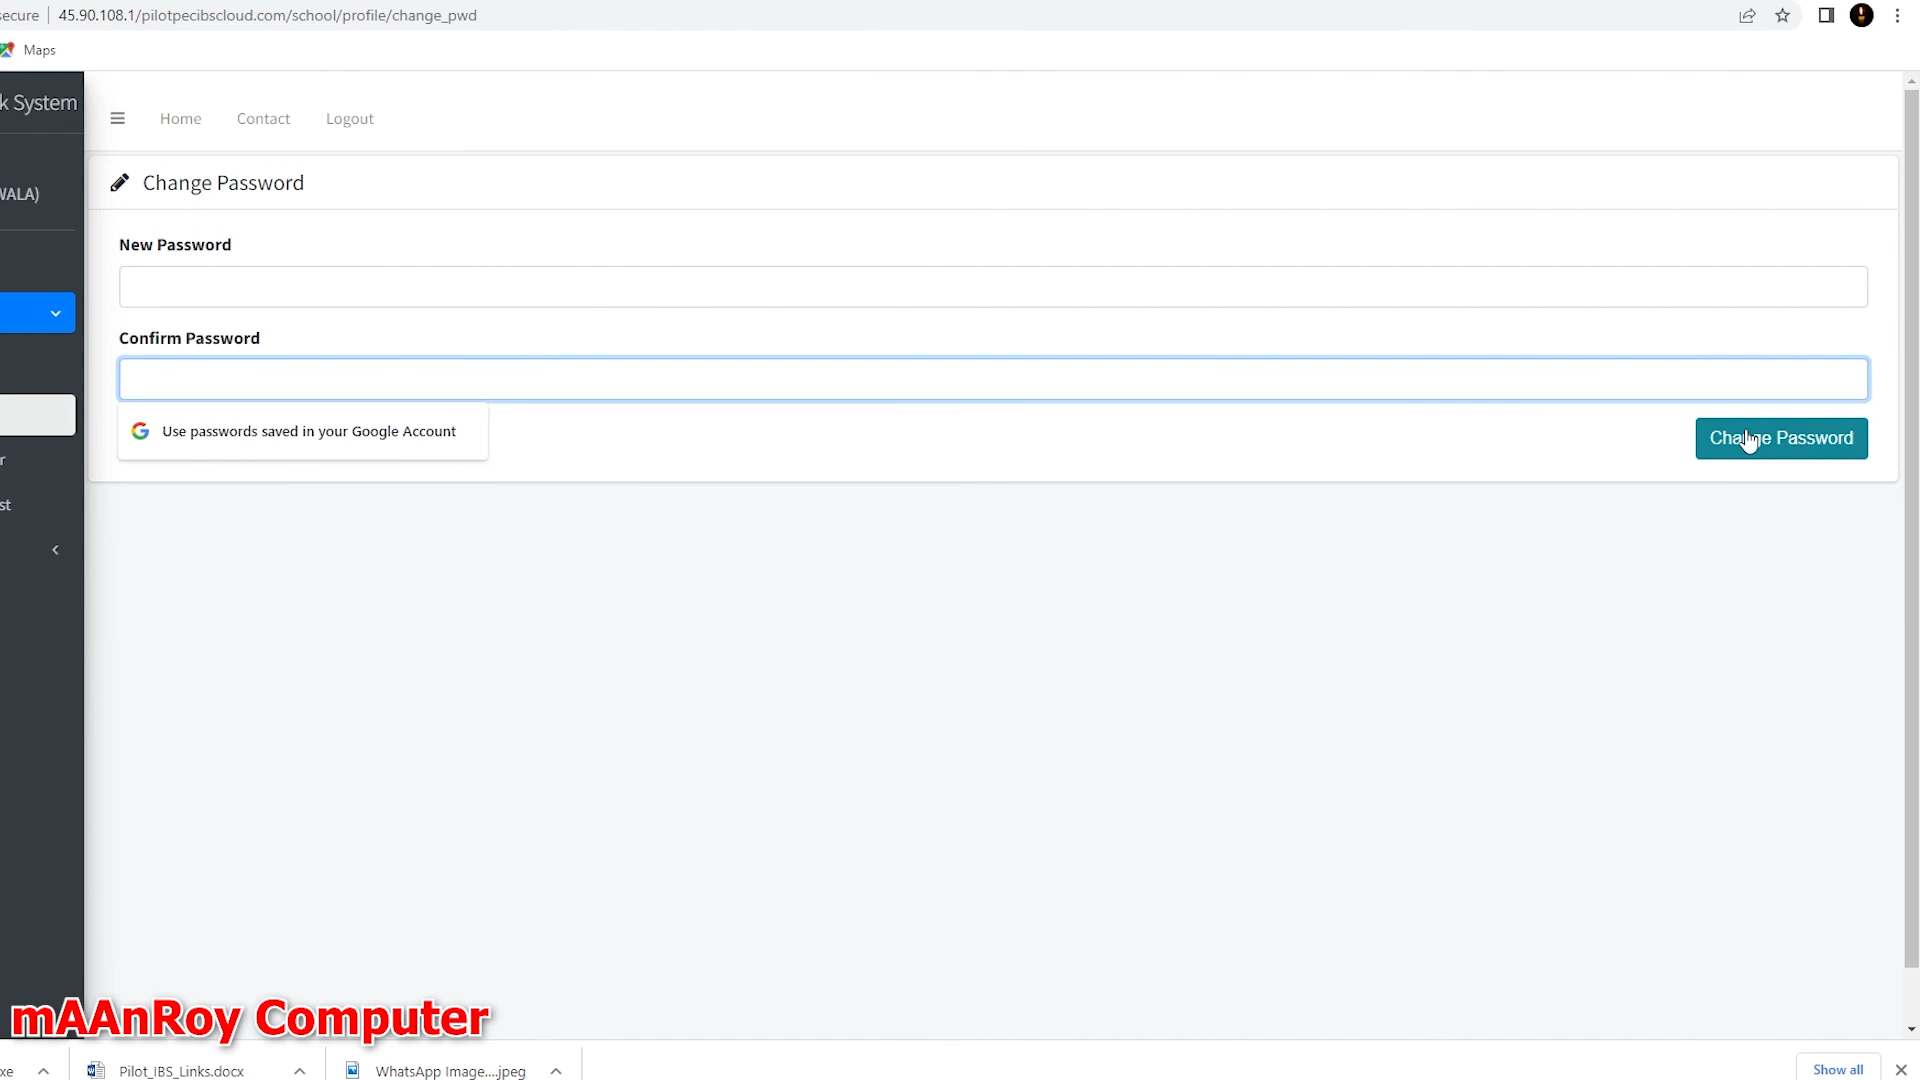 ecure
45.90.108.1/pilotpecibscloud.com/school/profile/change_pwd
Maps
k System
Home
Contact
Logout
WALA)
Change Password
New Password
Confirm Password
Use passwords saved in your Google Account
Change Password
r
st
mAAnRoy Computer
xe
Pilot_IBS_Links.docx
WhatsApp Image....jpeg
Show all